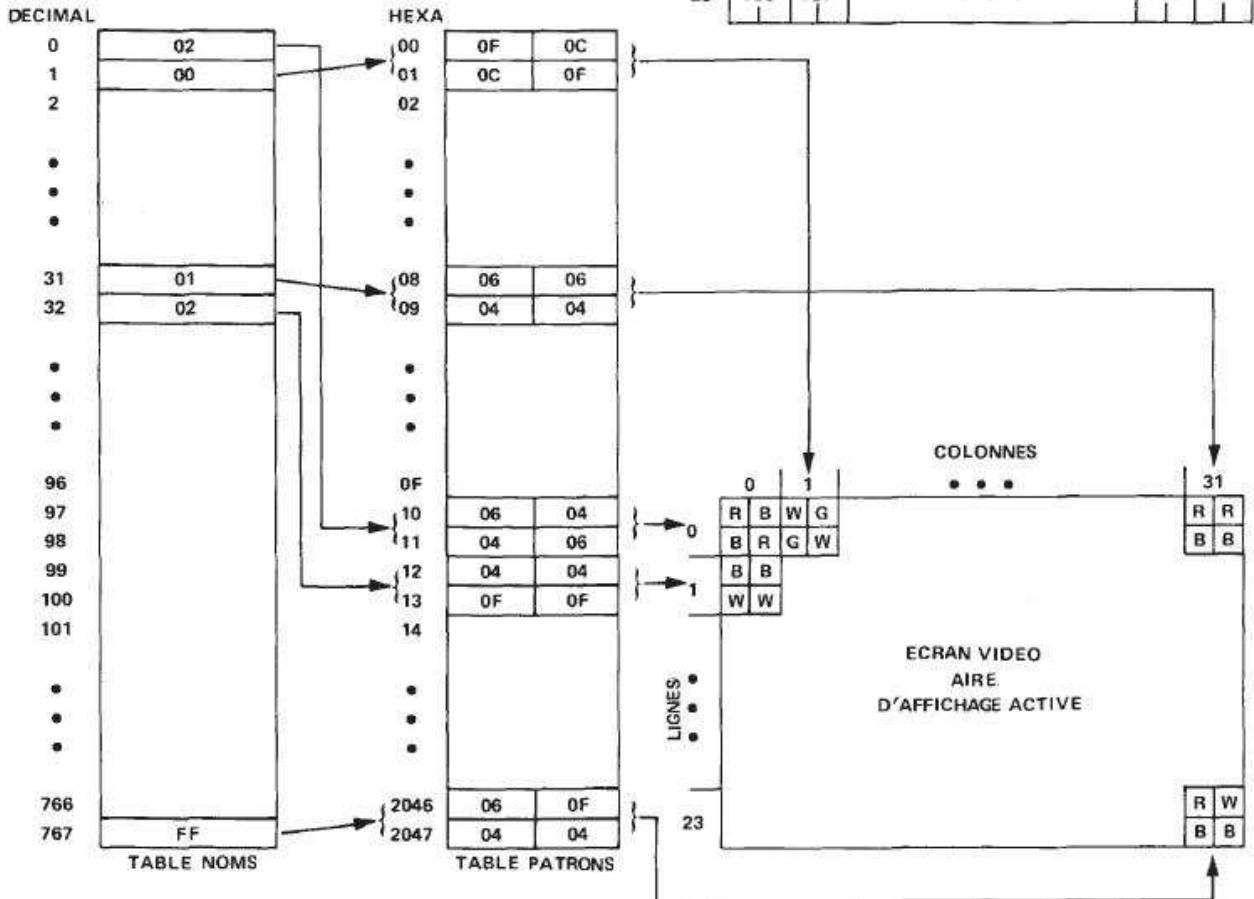 DECIMAL HEXA
0 02 00 0F 0C
1 00 01 0C 0F
2 02
31 01 08 06 06
32 02 09 04 04
COLONNES
96 0F 0 1 31
97 10 06 04 0 R B W G R R
98 11 04 06 B R G W B B
99 12 04 04 1 B B
100 13 0F 0F W W
101 14
ECRAN VIDEO
AIRE
D'AFFICHAGE ACTIVE
LIGNES
766 2046 06 0F 23 R W
767 FF 2047 04 04 B B
TABLE NOMS TABLE PATRONS